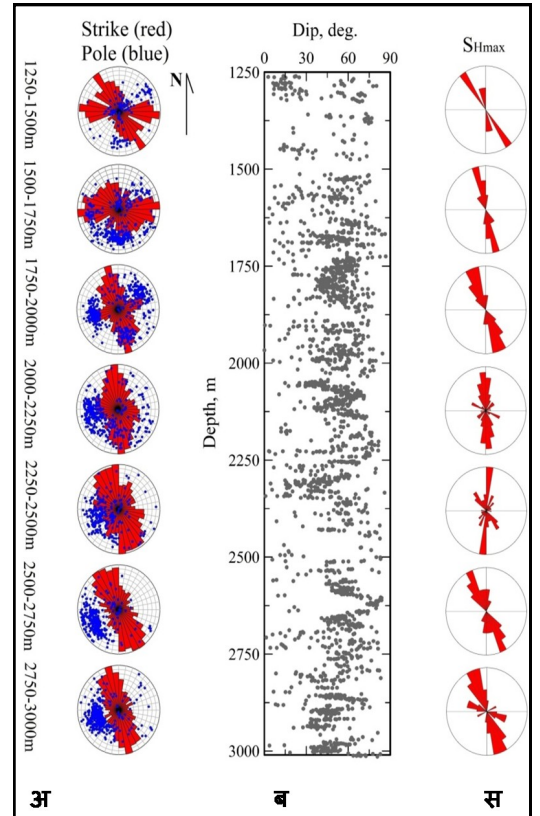 Strike (red)
Pole (blue)
N
Dip, deg.
0 30 60 90
SHmax
1250-1500m
1500-1750m
1750-2000m
2000-2250m
2250-2500m
2500-2750m
2750-3000m
Depth, m
1250
1500
1750
2000
2250
2500
2750
3000
अ ब स